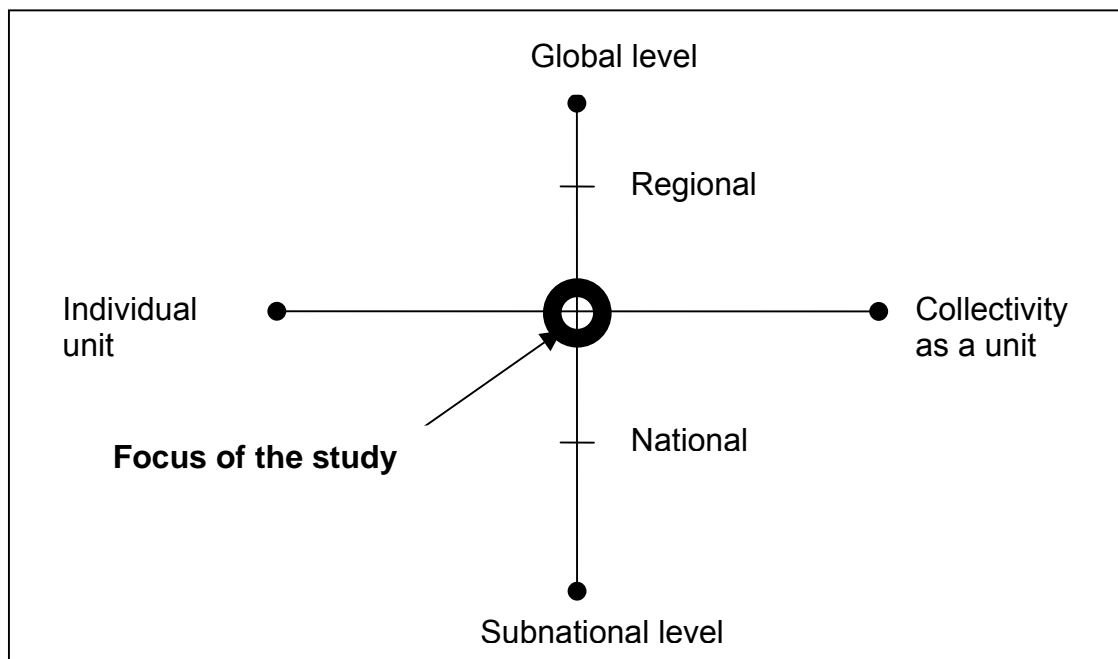 Global level
Regional
Individual
unit
Collectivity
as a unit
National
Focus of the study
Subnational level